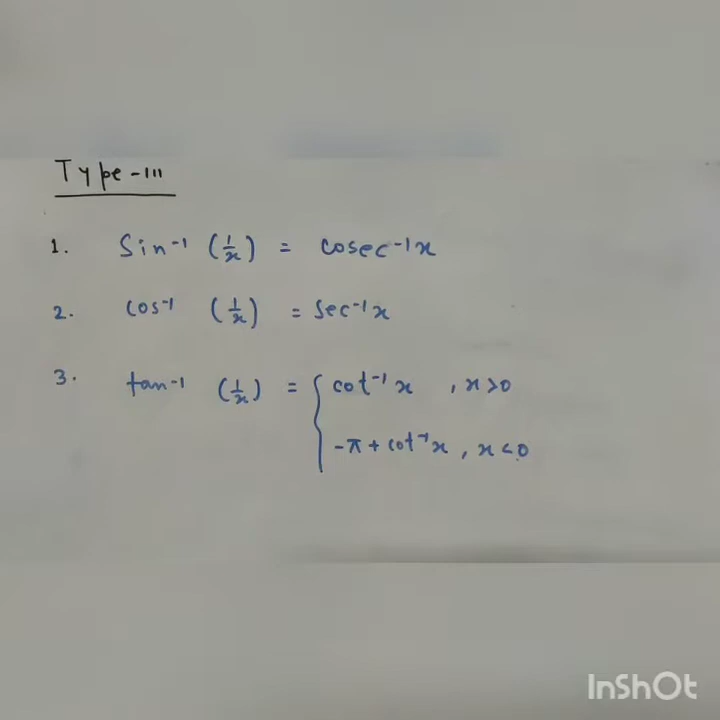 Type-III
1. Sin⁻¹ (1/x) = cosec⁻¹x
2. cos⁻¹ (1/x) = Sec⁻¹x
3. tan⁻¹ (1/x) = { cot⁻¹x , x>0
-π + cot⁻¹x , x<0
InShOt